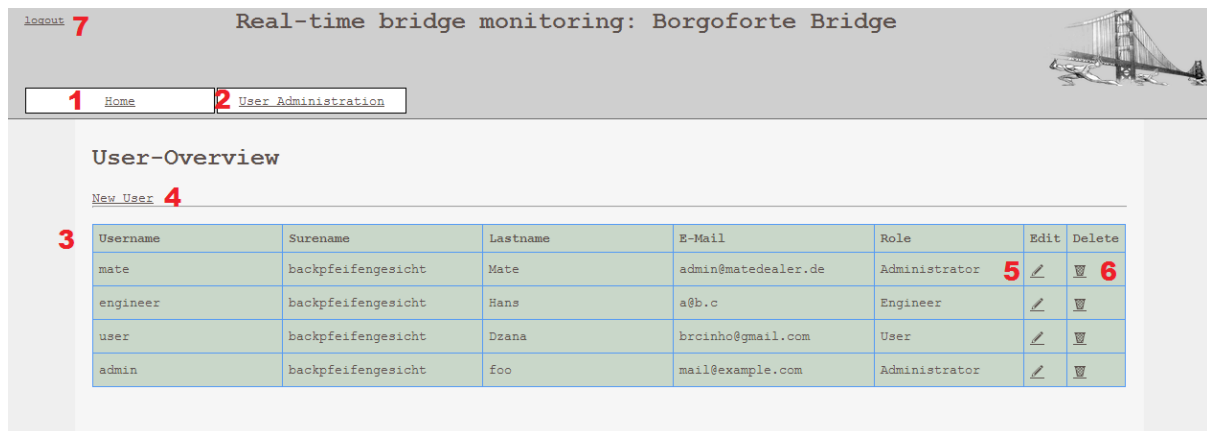 logout 7 Real-time bridge monitoring: Borgoforte Bridge
1 Home 2 User Administration
User-Overview
New User 4
3 Username Surename Lastname E-Mail Role Edit Delete
mate backpfeifengesicht Mate admin@matedealer.de Administrator 5 6
engineer backpfeifengesicht Hans a@b.c Engineer
user backpfeifengesicht Dzana brcinho@gmail.com User
admin backpfeifengesicht foo mail@example.com Administrator